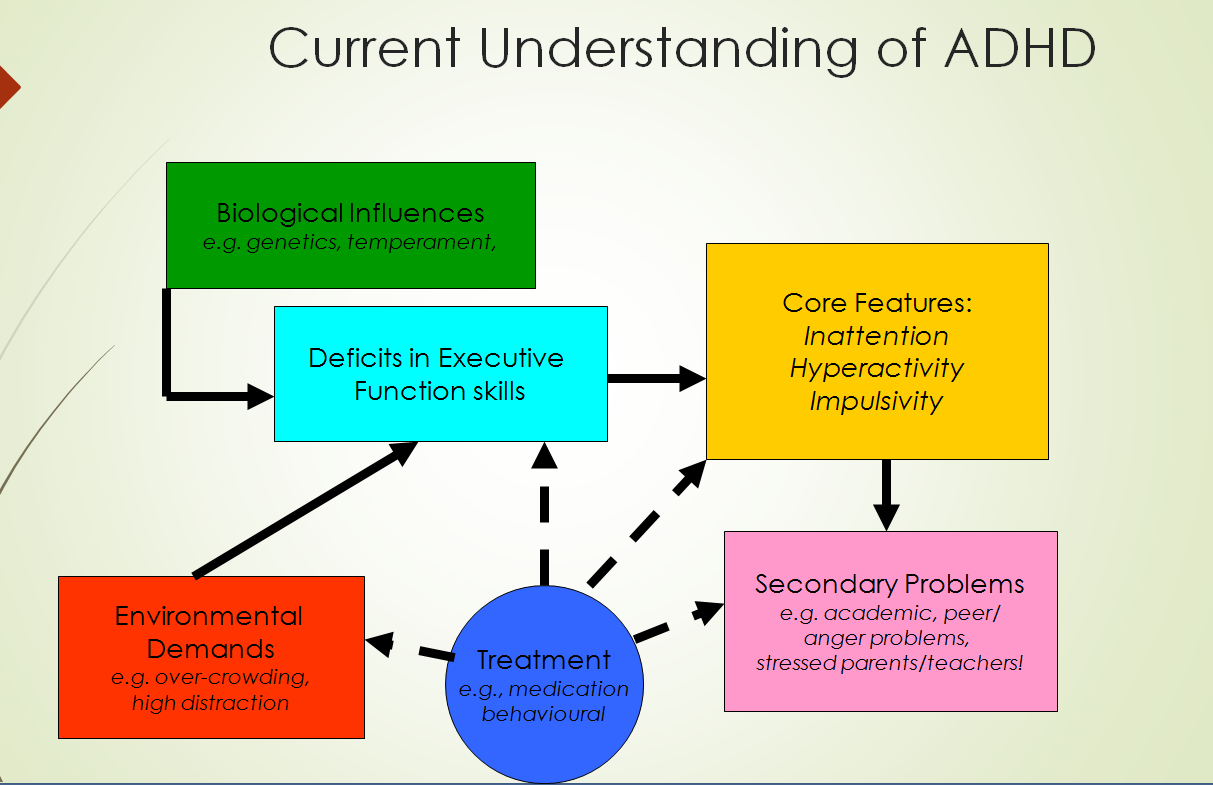 Current Understanding of ADHD
Biological Influences
e.g. genetics, temperament,
Deficits in Executive
Function skills
Core Features:
Inattention
Hyperactivity
Impulsivity
Environmental
Demands
e.g. over-crowding,
high distraction
Treatment
e.g., medication
behavioural
Secondary Problems
e.g. academic, peer/
anger problems,
stressed parents/teachers!